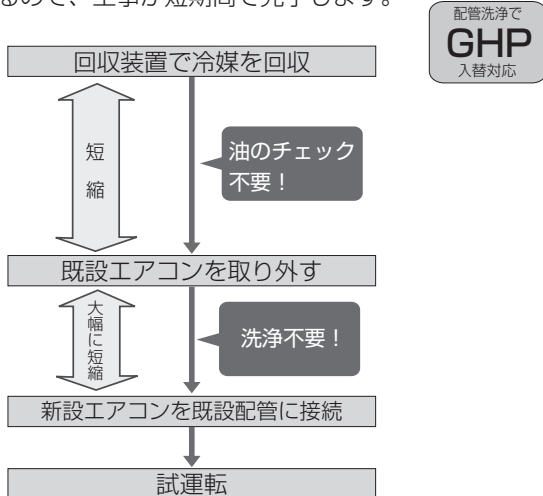 るので、工事が短期間で完了します。
配管洗浄で
GHP
入替対応
回収装置で冷媒を回収
短縮
油のチェック
不要！
既設エアコンを取り外す
大幅に短縮
洗浄不要！
新設エアコンを既設配管に接続
試運転